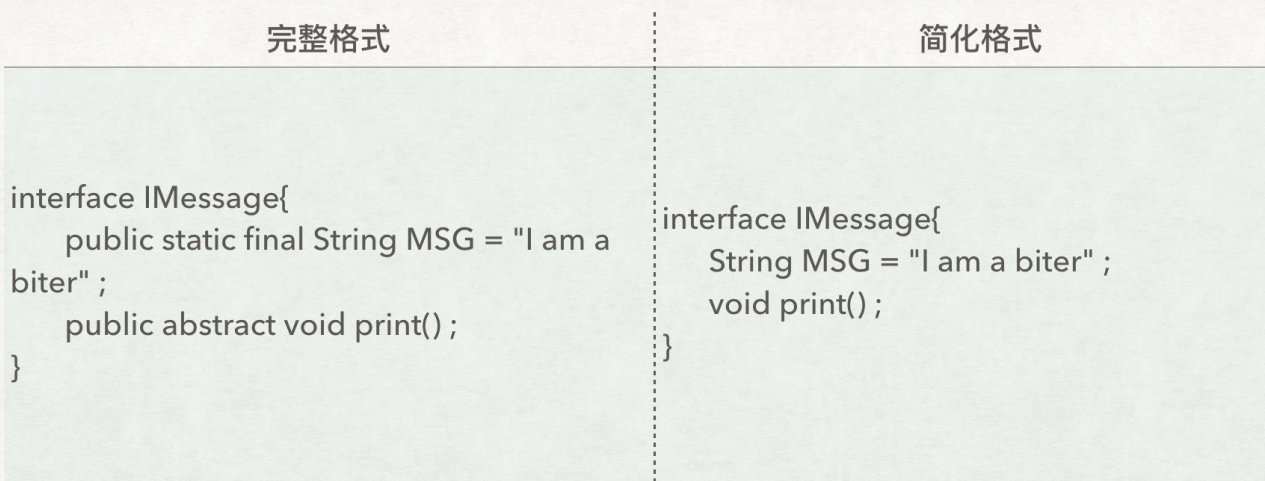 完整格式
简化格式
interface IMessage{
public static final String MSG = "I am a
biter" ;
public abstract void print() ;
}
interface IMessage{
String MSG = "I am a biter" ;
void print() ;
}